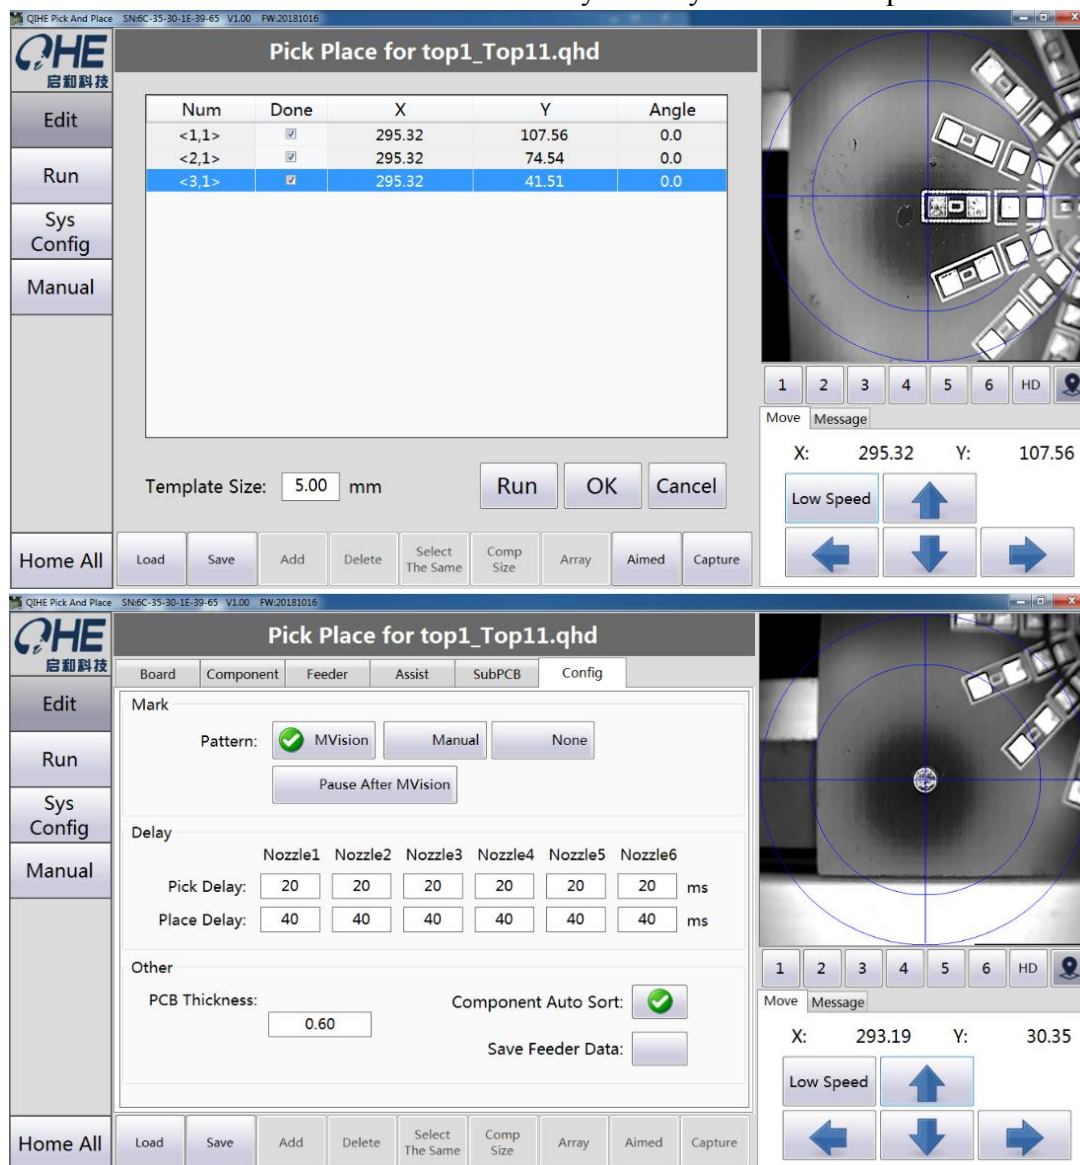 QIHE Pick And Place SN:6C-35-30-1E-39-65 V1.00 FW:20181016
QHE
启和科技
Pick Place for top1_Top11.qhd
Edit
Run
Sys
Config
Manual
Home All
Num Done X Y Angle
<1,1> 295.32 107.56 0.0
<2,1> 295.32 74.54 0.0
<3,1> 295.32 41.51 0.0
Template Size: 5.00 mm Run OK Cancel
Load Save Add Delete Select The Same Comp Size Array Aimed Capture
1 2 3 4 5 6 HD
Move Message
X: 295.32 Y: 107.56
Low Speed
QIHE Pick And Place SN:6C-35-30-1E-39-65 V1.00 FW:20181016
QHE
启和科技
Pick Place for top1_Top11.qhd
Edit
Run
Sys
Config
Manual
Home All
Board Component Feeder Assist SubPCB Config
Mark
Pattern: MVision Manual None
Pause After MVision
Delay
Nozzle1 Nozzle2 Nozzle3 Nozzle4 Nozzle5 Nozzle6
Pick Delay: 20 20 20 20 20 20 ms
Place Delay: 40 40 40 40 40 40 ms
Other
PCB Thickness: 0.60
Component Auto Sort:
Save Feeder Data:
Load Save Add Delete Select The Same Comp Size Array Aimed Capture
1 2 3 4 5 6 HD
Move Message
X: 293.19 Y: 30.35
Low Speed